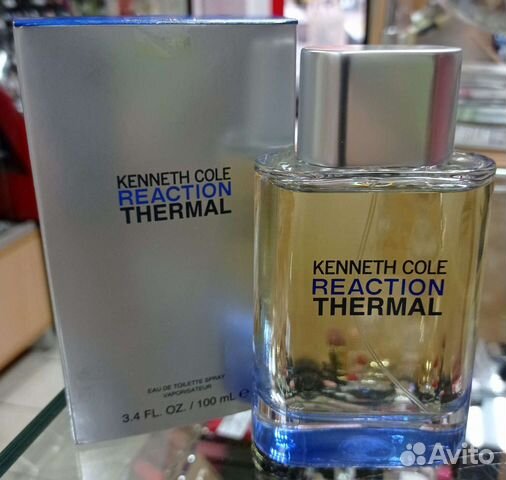 KENNETH COLE
REACTION
THERMAL
EAU DE TOILETTE SPRAY
VAPORISATEUR
3.4 FL. OZ. / 100 mL e
KENNETH COLE
REACTION
THERMAL
Avito